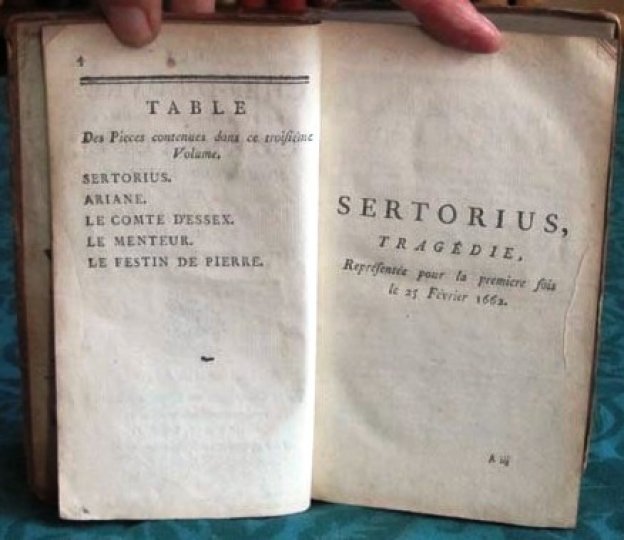 4
TABLE
Des Pieces contenues dans ce troisiéme
Volume.
SERTORIUS.
ARIANE.
LE COMTE D'ESSEX.
LE MENTEUR.
LE FESTIN DE PIERRE.
SERTORIUS,
TRAGÉDIE,
Représentée pour la premiere fois
le 25 Février 1662.
A iij